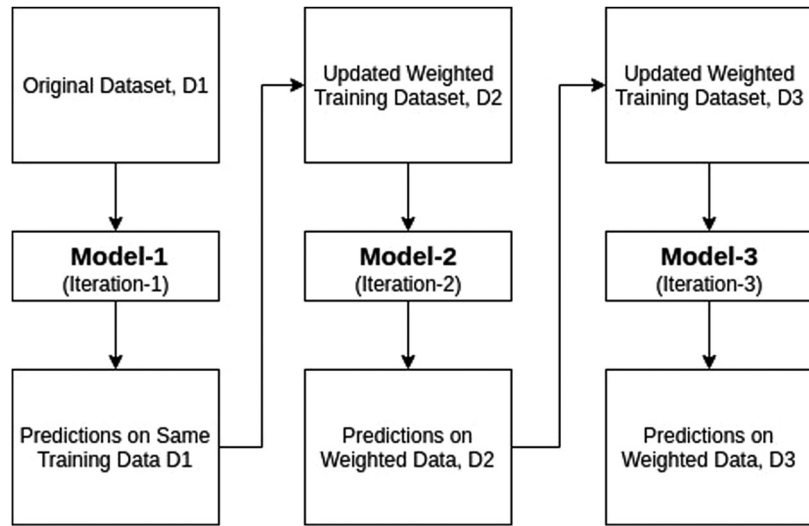 Original Dataset, D1
Model-1
(Iteration-1)
Predictions on Same
Training Data D1
Updated Weighted
Training Dataset, D2
Model-2
(Iteration-2)
Predictions on
Weighted Data, D2
Updated Weighted
Training Dataset, D3
Model-3
(Iteration-3)
Predictions on
Weighted Data, D3